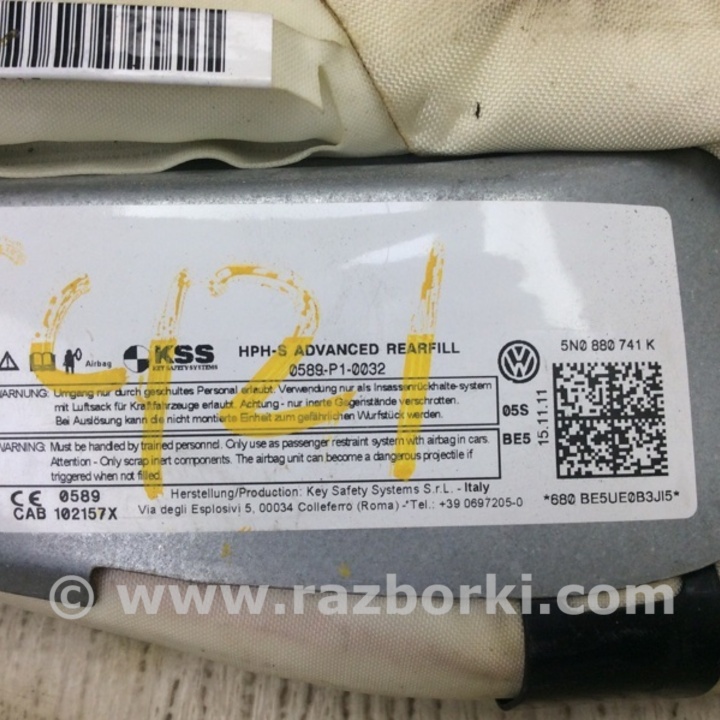 C121
Airbag
KSS
KEY SAFETY SYSTEMS
HPH-S ADVANCED REARFILL
0589-P1-0032
5N0 880 741 K
WARNUNG: Umgang nur durch geschultes Personal erlaubt. Verwendung nur als Insassenrückhalte-system
mit Luftsack für Kraftfahrzeuge erlaubt. Achtung - nur inerte Gegenstände verschrotten.
Bei Auslösung kann die nicht montierte Einheit zu einem gefährlichen Wurfstück werden.
05S
15.11.11
BE5
WARNING: Must be handled by trained personnel. Only use as passenger restraint system with airbag in cars.
Attention - Only scrap inert components. The airbag unit can become a dangerous projectile if
triggered when not filled.
CE 0589
CAB 102157X
Herstellung/Production: Key Safety Systems S.r.L. - Italy
Via degli Esplosivi 5, 00034 Colleferro (Roma) -*Tel.: +39 0697205-0
*680 BE5UE0B3JI5*
© www.razborki.com